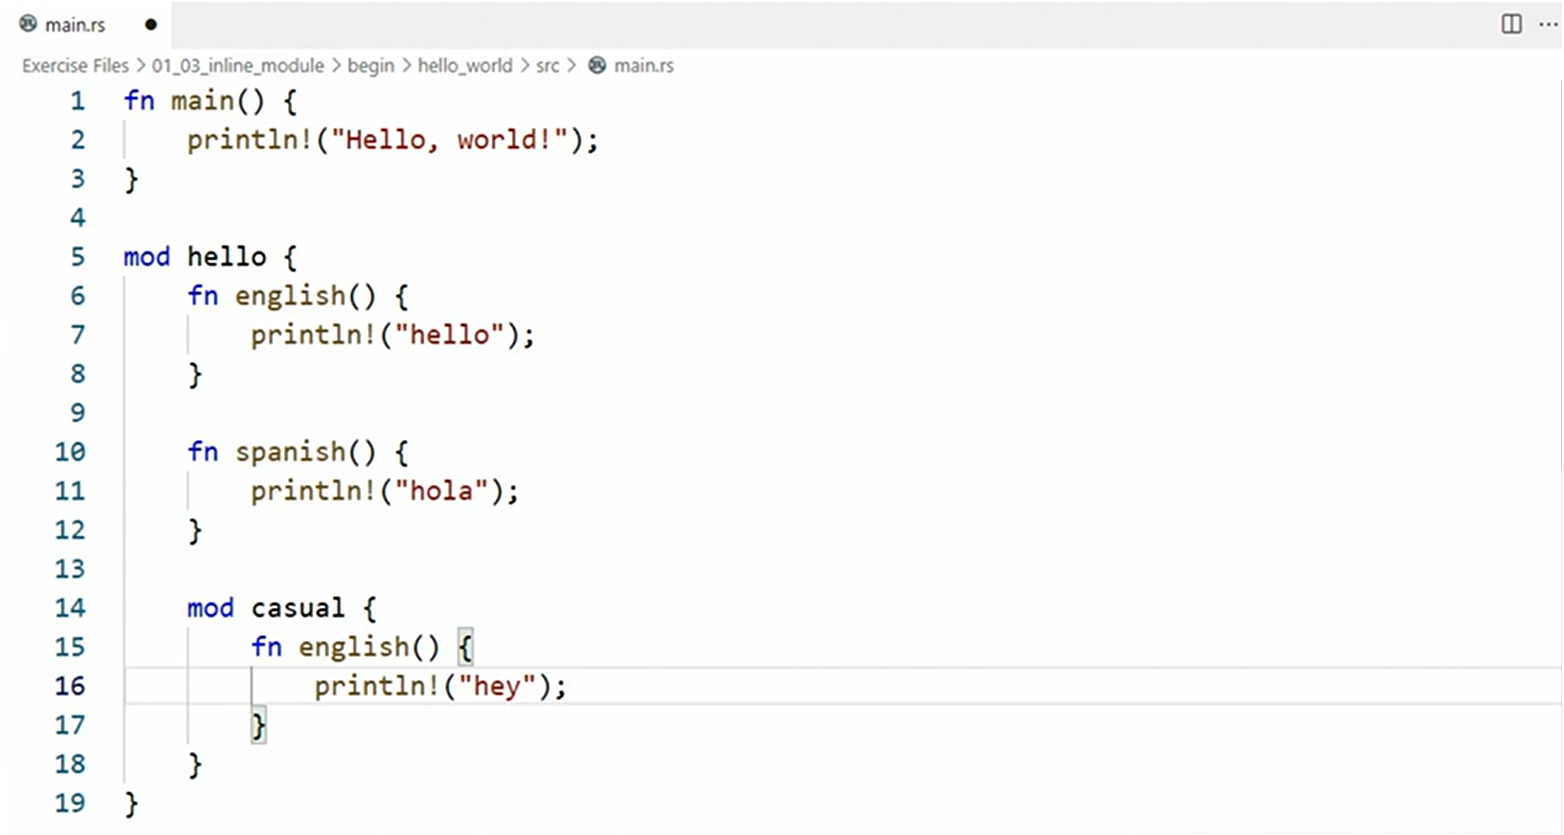 main.rs
Exercise Files > 01_03_inline_module > begin > hello_world > src > main.rs
1 fn main() {
2     println!("Hello, world!");
3 }
4
5 mod hello {
6     fn english() {
7         println!("hello");
8     }
9
10     fn spanish() {
11         println!("hola");
12     }
13
14     mod casual {
15         fn english() {
16             println!("hey");
17         }
18     }
19 }